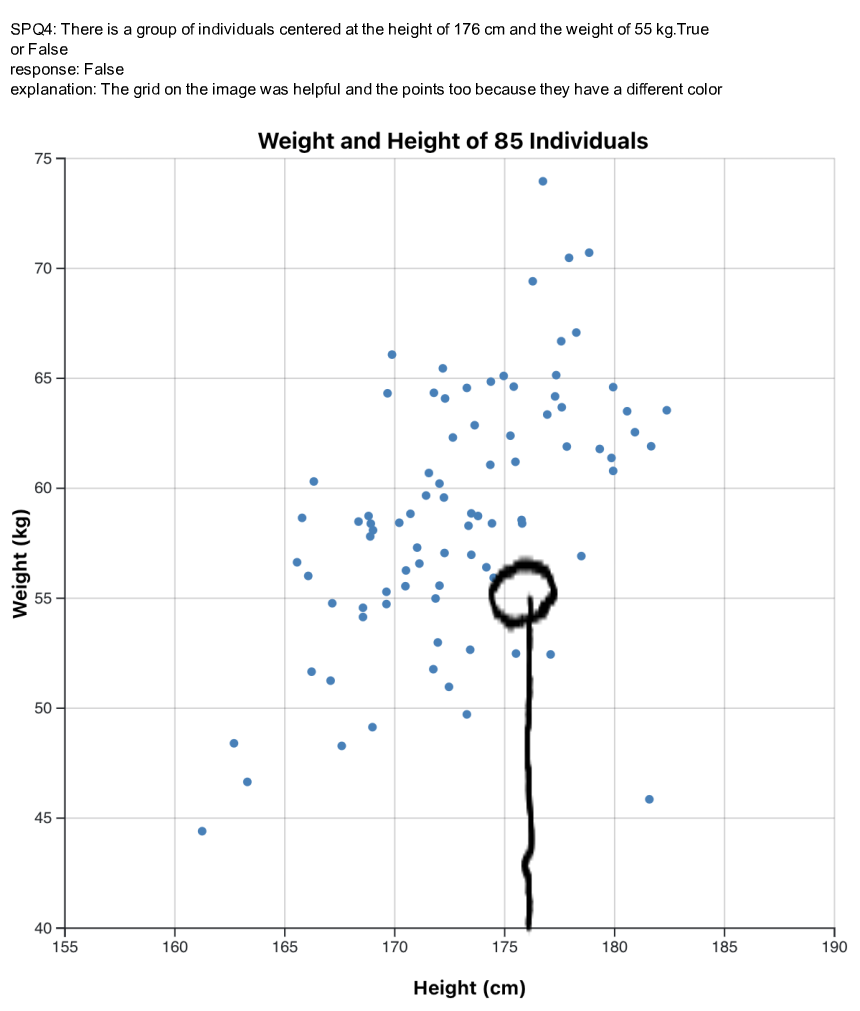 SPQ4: There is a group of individuals centered at the height of 176 cm and the weight of 55 kg.True
or False
response: False
explanation: The grid on the image was helpful and the points too because they have a different color
Weight and Height of 85 Individuals
75
70
65
60
55
50
45
40
Weight (kg)
155 160 165 170 175 180 185 190
Height (cm)